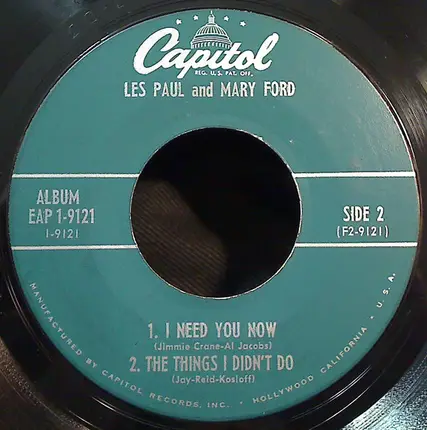 Capitol
REG. U.S. PAT. OFF.
LES PAUL and MARY FORD
ALBUM
EAP 1-9121
1-9121
SIDE 2
(F2-9121)
1. I NEED YOU NOW
(Jimmie Crane-Al Jacobs)
2. THE THINGS I DIDN'T DO
(Jay-Reid-Kosloff)
MANUFACTURED BY CAPITOL RECORDS, INC. • HOLLYWOOD, CALIFORNIA • U.S.A.